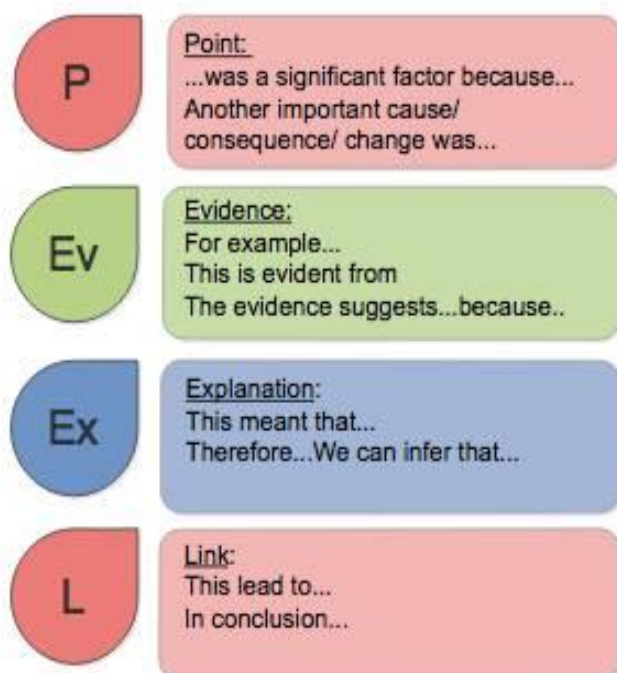 P
Point:
...was a significant factor because...
Another important cause/
consequence/ change was...
Ev
Evidence:
For example...
This is evident from
The evidence suggests...because..
Ex
Explanation:
This meant that...
Therefore...We can infer that...
L
Link:
This lead to...
In conclusion...